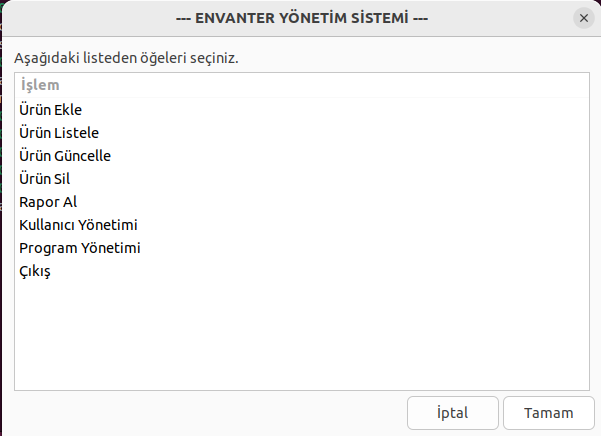 --- ENVANTER YÖNETİM SİSTEMİ ---
Aşağıdaki listeden öğeleri seçiniz.
İşlem
Ürün Ekle
Ürün Listele
Ürün Güncelle
Ürün Sil
Rapor Al
Kullanıcı Yönetimi
Program Yönetimi
Çıkış
İptal
Tamam